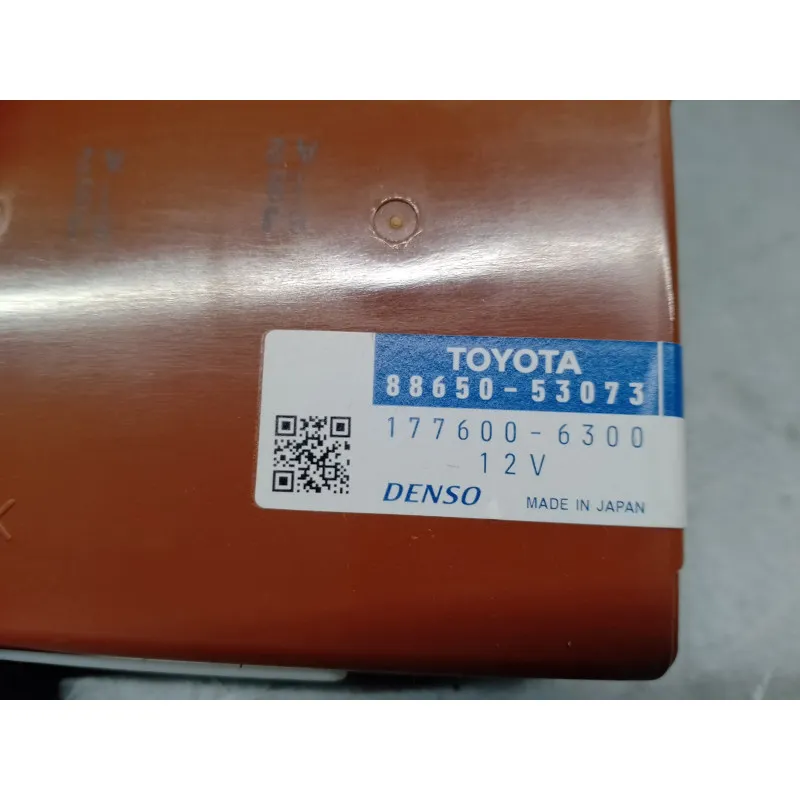 TOYOTA
88650-53073
177600-6300
12V
DENSO MADE IN JAPAN